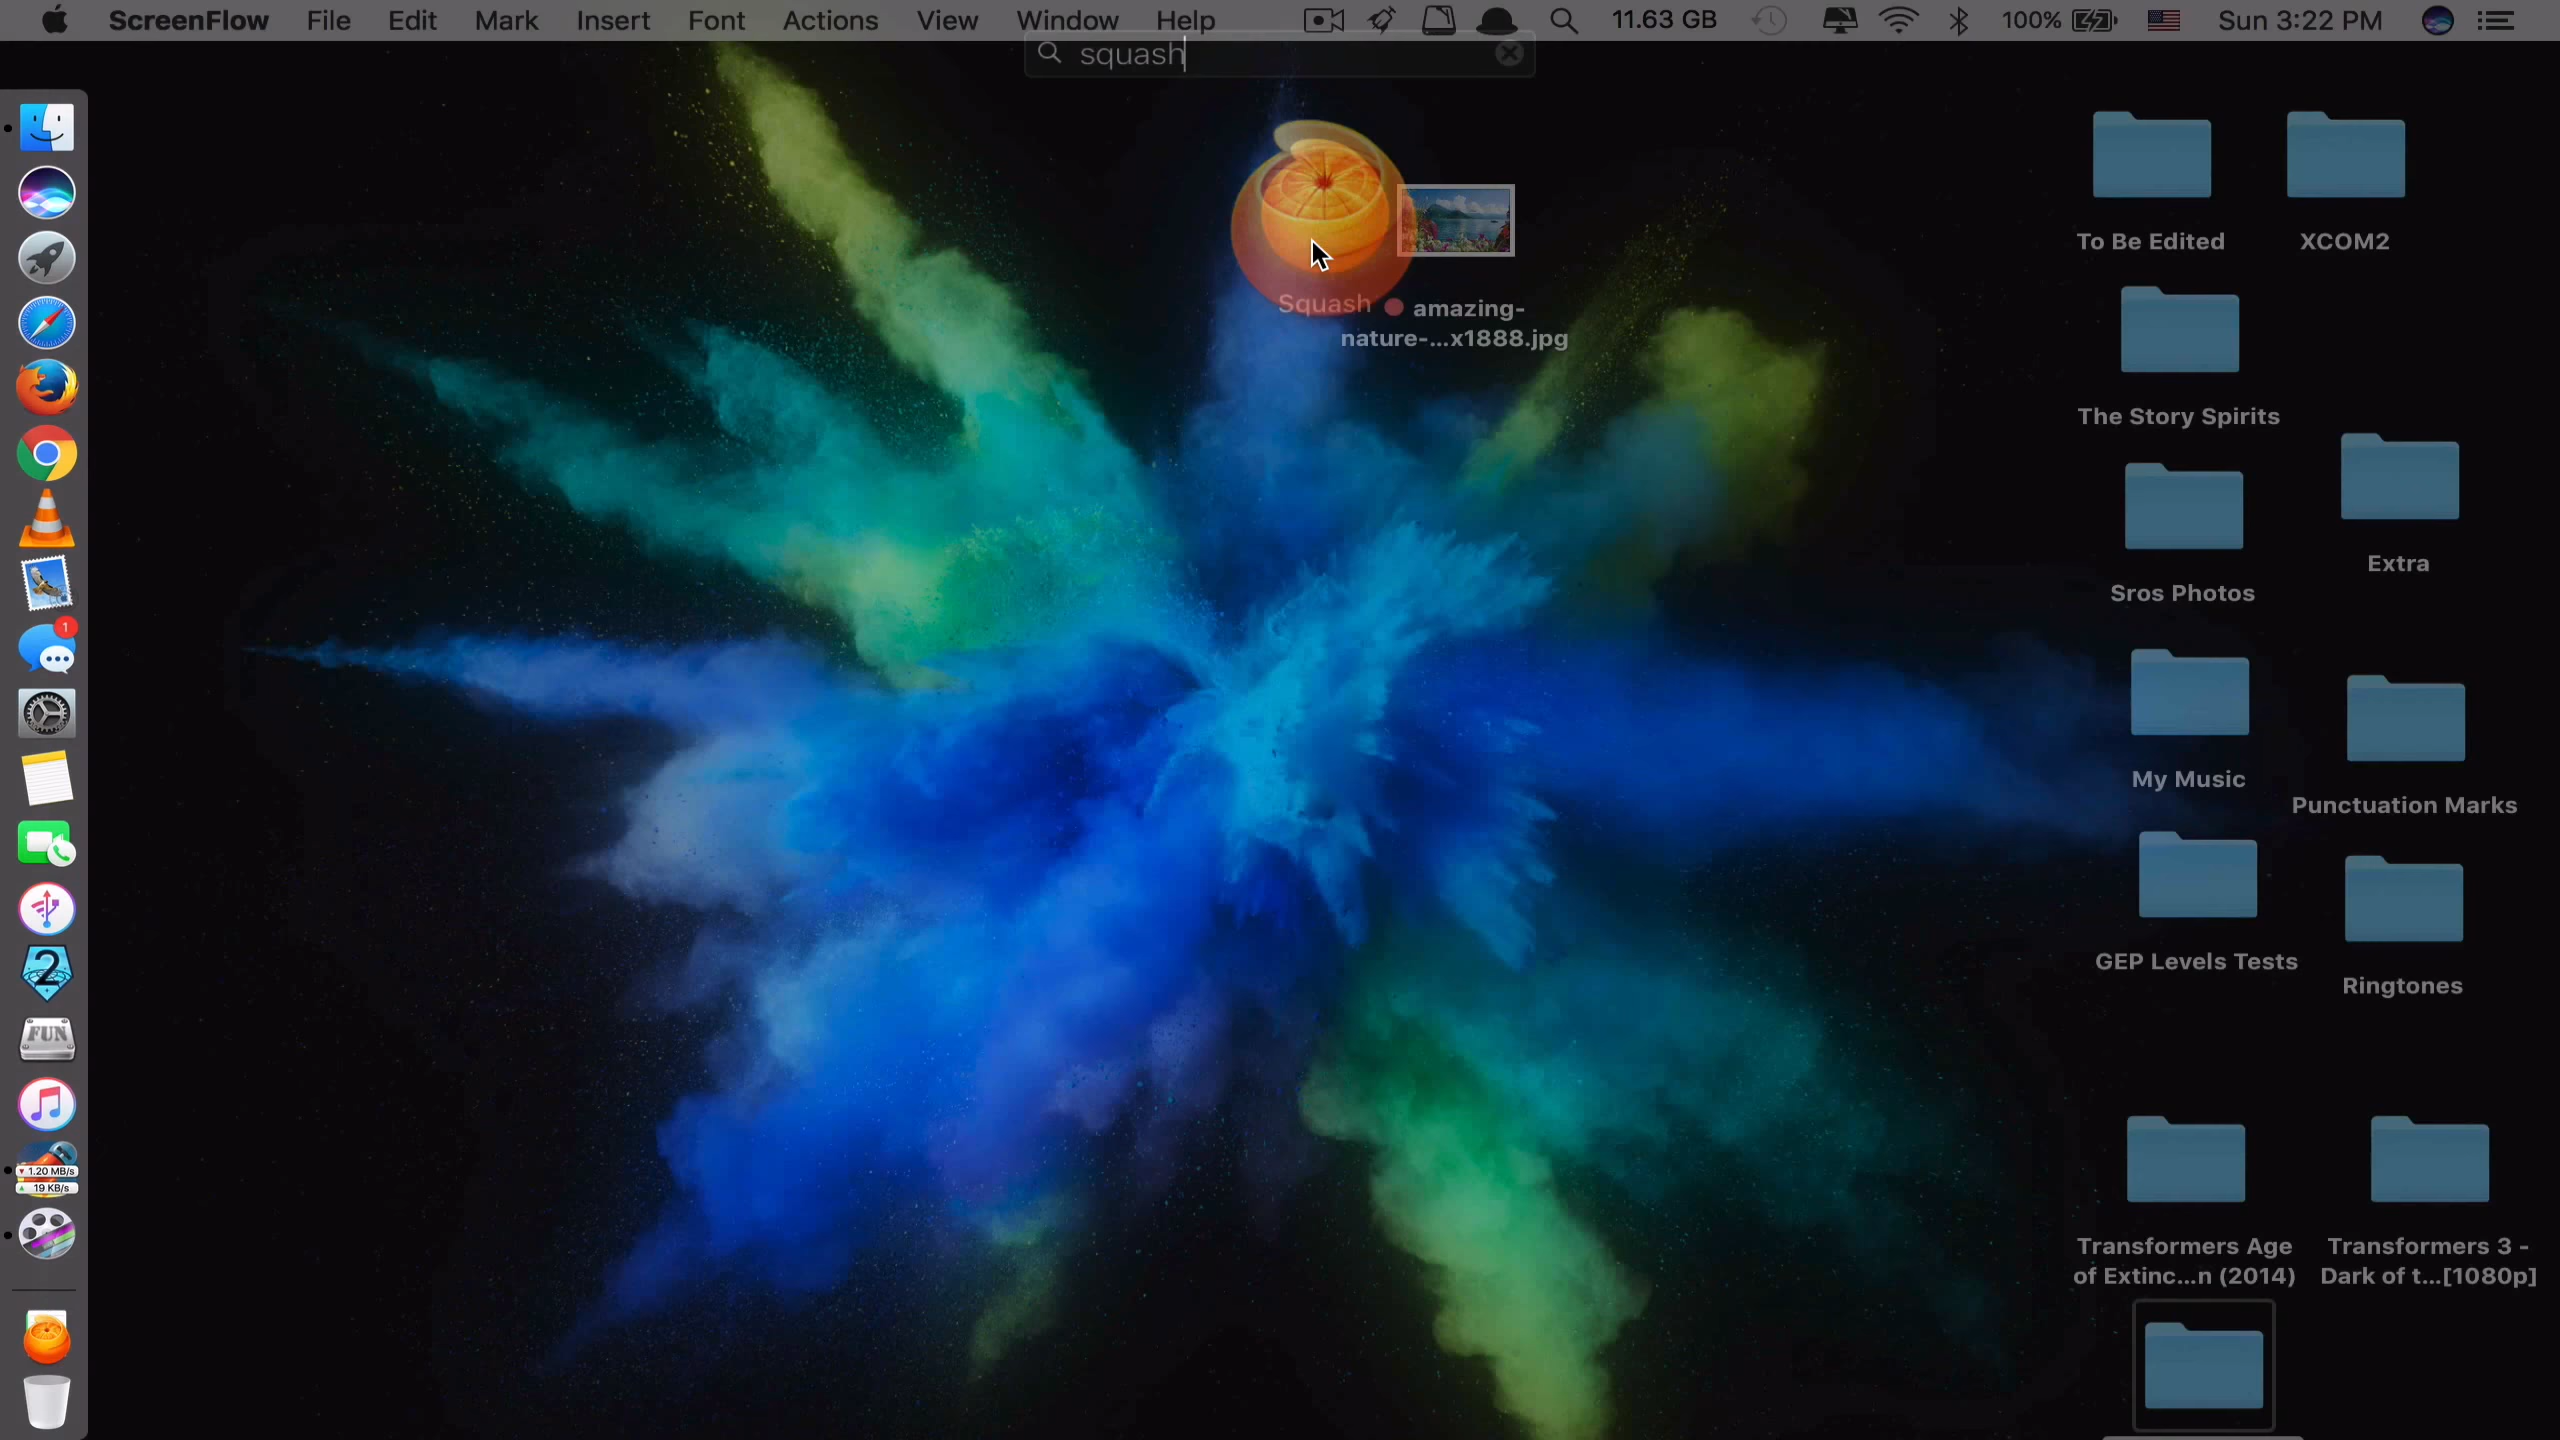 ScreenFlow File Edit Mark Insert Font Actions View Window Help 11.63 GB 100% Sun 3:22 PM
squash
To Be Edited
XCOM2
Squash
amazing-
nature-...x1888.jpg
The Story Spirits
Extra
Sros Photos
1
My Music
Punctuation Marks
GEP Levels Tests
Ringtones
2
FUN
1.20 MB/s
19 KB/s
Transformers Age
of Extinc...n (2014)
Transformers 3 -
Dark of t...[1080p]